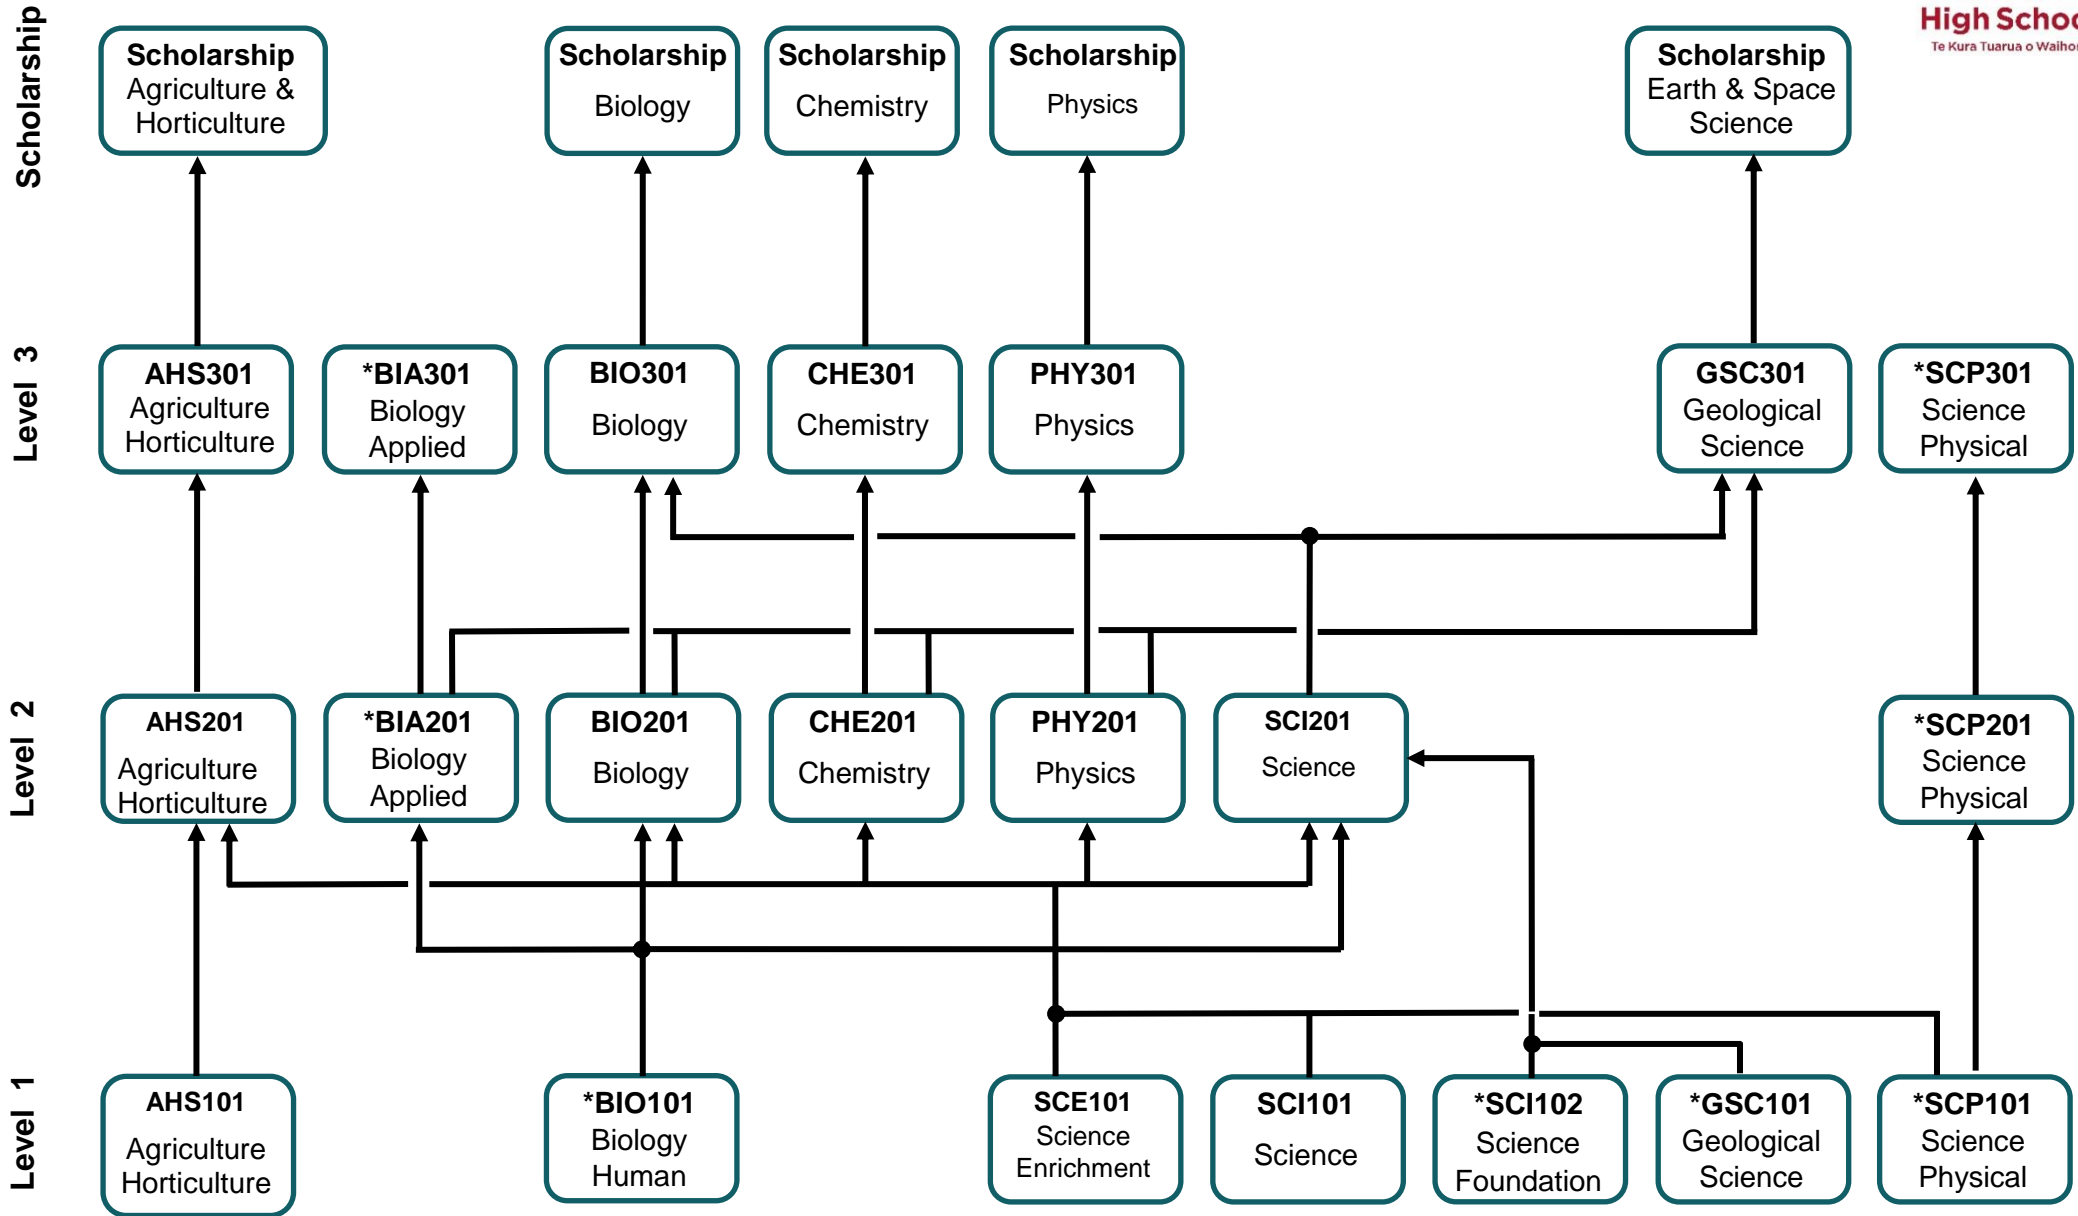 High Schoo
Te Kura Tuarua o Waihor
Scholarship
Scholarship
Agriculture &
Horticulture
Scholarship
Biology
Scholarship
Chemistry
Scholarship
Physics
Scholarship
Earth & Space
Science
Level 3
AHS301
Agriculture
Horticulture
*BIA301
Biology
Applied
BIO301
Biology
CHE301
Chemistry
PHY301
Physics
GSC301
Geological
Science
*SCP301
Science
Physical
Level 2
AHS201
Agriculture
Horticulture
*BIA201
Biology
Applied
BIO201
Biology
CHE201
Chemistry
PHY201
Physics
SCI201
Science
*SCP201
Science
Physical
Level 1
AHS101
Agriculture
Horticulture
*BIO101
Biology
Human
SCE101
Science
Enrichment
SCI101
Science
*SCI102
Science
Foundation
*GSC101
Geological
Science
*SCP101
Science
Physical